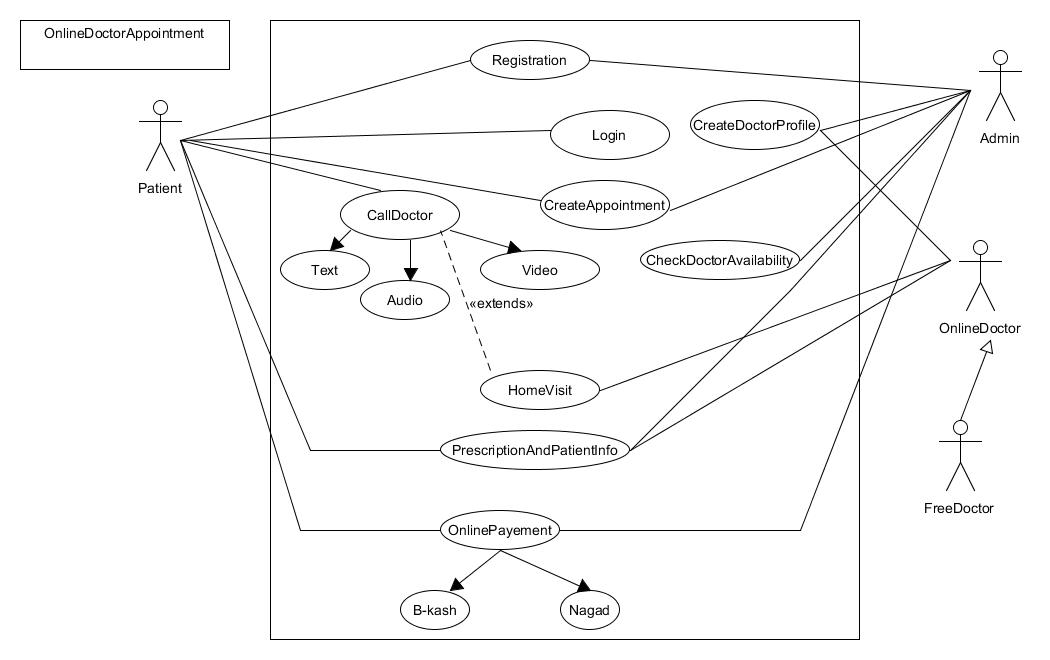 OnlineDoctorAppointment
Registration
Login
CreateDoctorProfile
Admin
Patient
CallDoctor
CreateAppointment
Text
Audio
Video
CheckDoctorAvailability
«extends»
OnlineDoctor
HomeVisit
PrescriptionAndPatientInfo
FreeDoctor
OnlinePayement
B-kash
Nagad